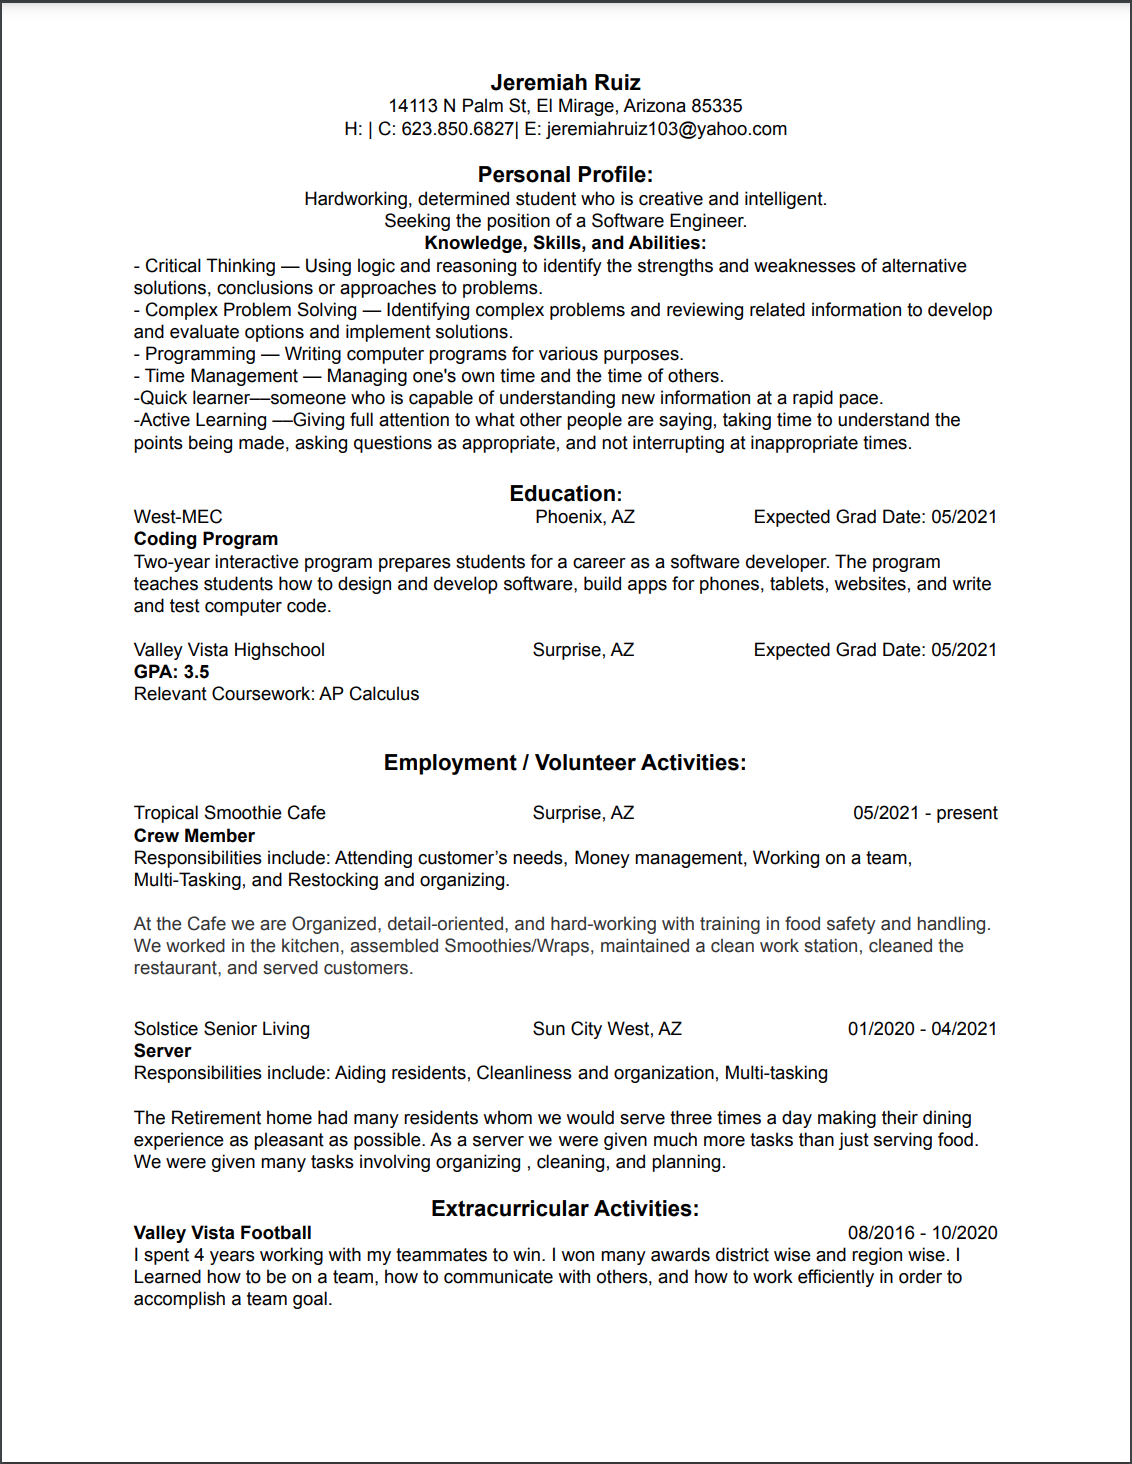 Jeremiah Ruiz
14113 N Palm St, El Mirage, Arizona 85335
H: | C: 623.850.6827| E: jeremiahruiz103@yahoo.com
Personal Profile:
Hardworking, determined student who is creative and intelligent.
Seeking the position of a Software Engineer.
Knowledge, Skills, and Abilities:
- Critical Thinking — Using logic and reasoning to identify the strengths and weaknesses of alternative
solutions, conclusions or approaches to problems.
- Complex Problem Solving — Identifying complex problems and reviewing related information to develop
and evaluate options and implement solutions.
- Programming — Writing computer programs for various purposes.
- Time Management — Managing one's own time and the time of others.
-Quick learner—someone who is capable of understanding new information at a rapid pace.
-Active Learning —Giving full attention to what other people are saying, taking time to understand the
points being made, asking questions as appropriate, and not interrupting at inappropriate times.
Education:
West-MEC Phoenix, AZ Expected Grad Date: 05/2021
Coding Program
Two-year interactive program prepares students for a career as a software developer. The program
teaches students how to design and develop software, build apps for phones, tablets, websites, and write
and test computer code.
Valley Vista Highschool Surprise, AZ Expected Grad Date: 05/2021
GPA: 3.5
Relevant Coursework: AP Calculus
Employment / Volunteer Activities:
Tropical Smoothie Cafe Surprise, AZ 05/2021 - present
Crew Member
Responsibilities include: Attending customer's needs, Money management, Working on a team,
Multi-Tasking, and Restocking and organizing.
At the Cafe we are Organized, detail-oriented, and hard-working with training in food safety and handling.
We worked in the kitchen, assembled Smoothies/Wraps, maintained a clean work station, cleaned the
restaurant, and served customers.
Solstice Senior Living Sun City West, AZ 01/2020 - 04/2021
Server
Responsibilities include: Aiding residents, Cleanliness and organization, Multi-tasking
The Retirement home had many residents whom we would serve three times a day making their dining
experience as pleasant as possible. As a server we were given much more tasks than just serving food.
We were given many tasks involving organizing , cleaning, and planning.
Extracurricular Activities:
Valley Vista Football 08/2016 - 10/2020
I spent 4 years working with my teammates to win. I won many awards district wise and region wise. I
Learned how to be on a team, how to communicate with others, and how to work efficiently in order to
accomplish a team goal.